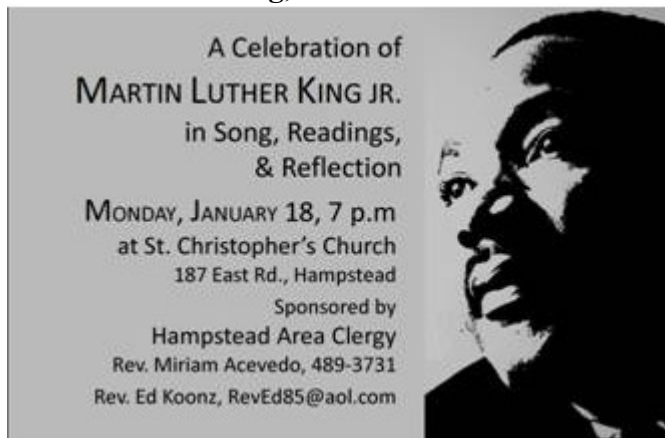 A Celebration of
MARTIN LUTHER KING JR.
in Song, Readings,
& Reflection
MONDAY, JANUARY 18, 7 p.m
at St. Christopher's Church
187 East Rd., Hampstead
Sponsored by
Hampstead Area Clergy
Rev. Miriam Acevedo, 489-3731
Rev. Ed Koonz, RevEd85@aol.com